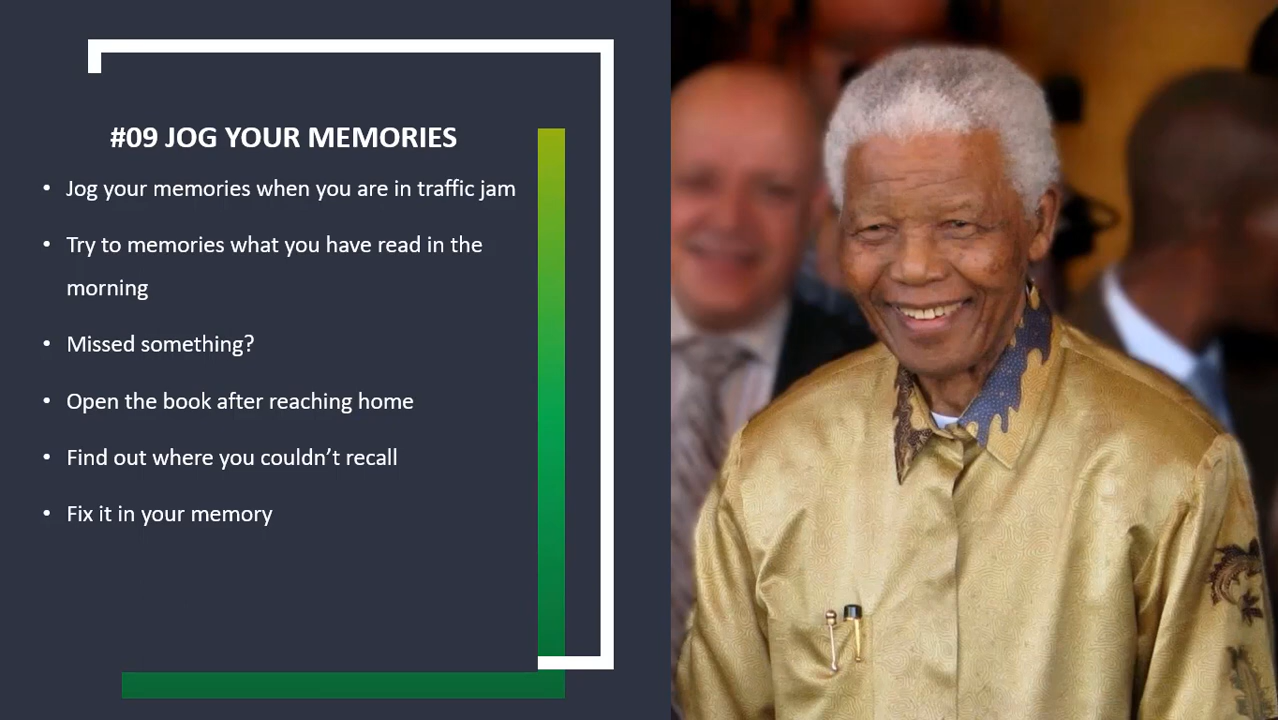 #09 JOG YOUR MEMORIES
• Jog your memories when you are in traffic jam
• Try to memories what you have read in the
morning
• Missed something?
• Open the book after reaching home
• Find out where you couldn’t recall
• Fix it in your memory